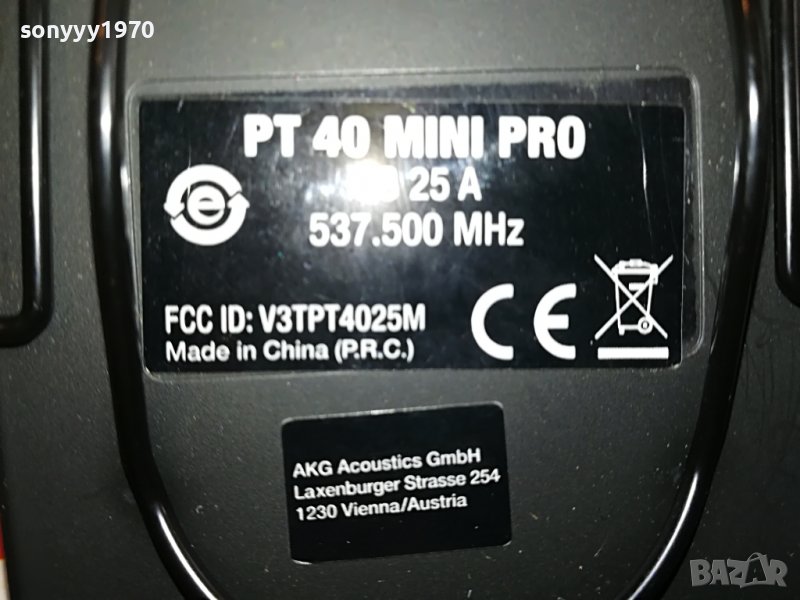 sonyyy1970
PT 40 MINI PRO
25 A
537.500 MHz
FCC ID: V3TPT4025M
Made in China (P.R.C.)
CE
AKG Acoustics GmbH
Laxenburger Strasse 254
1230 Vienna/Austria
BAZAR